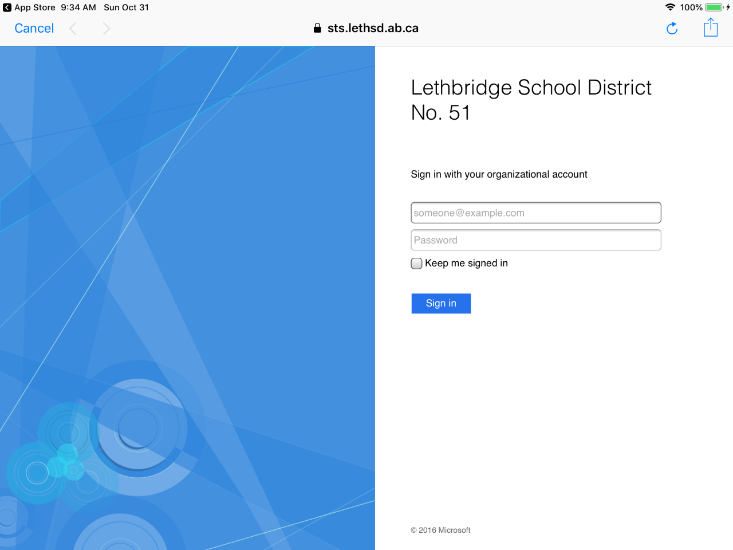 App Store 9:34 AM Sun Oct 31 100%
Cancel sts.lethsd.ab.ca
Lethbridge School District
No. 51
Sign in with your organizational account
someone@example.com
Password
Keep me signed in
Sign in
© 2016 Microsoft